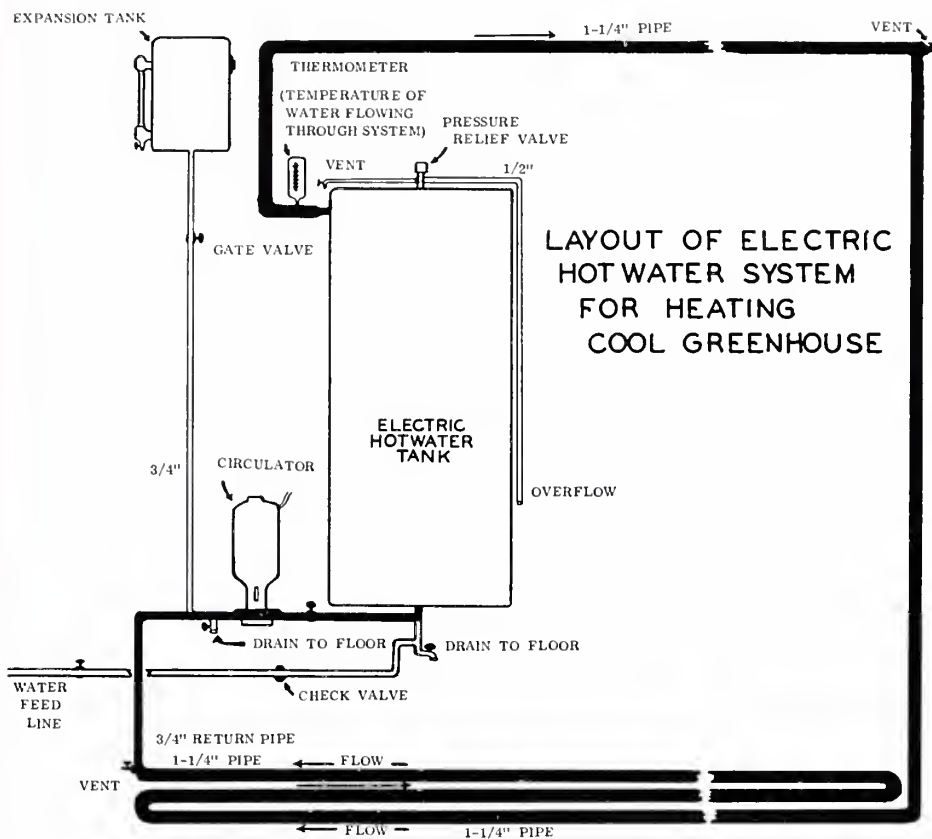 EXPANSION TANK
1-1/4" PIPE
VENT
THERMOMETER
(TEMPERATURE OF
WATER FLOWING
THROUGH SYSTEM)
PRESSURE
RELIEF VALVE
VENT
1/2"
GATE VALVE
LAYOUT OF ELECTRIC
HOT WATER SYSTEM
FOR HEATING
COOL GREENHOUSE
ELECTRIC
HOTWATER
TANK
3/4"
CIRCULATOR
OVERFLOW
DRAIN TO FLOOR
DRAIN TO FLOOR
WATER
FEED
LINE
CHECK VALVE
3/4" RETURN PIPE
1-1/4" PIPE
FLOW
VENT
FLOW
1-1/4" PIPE